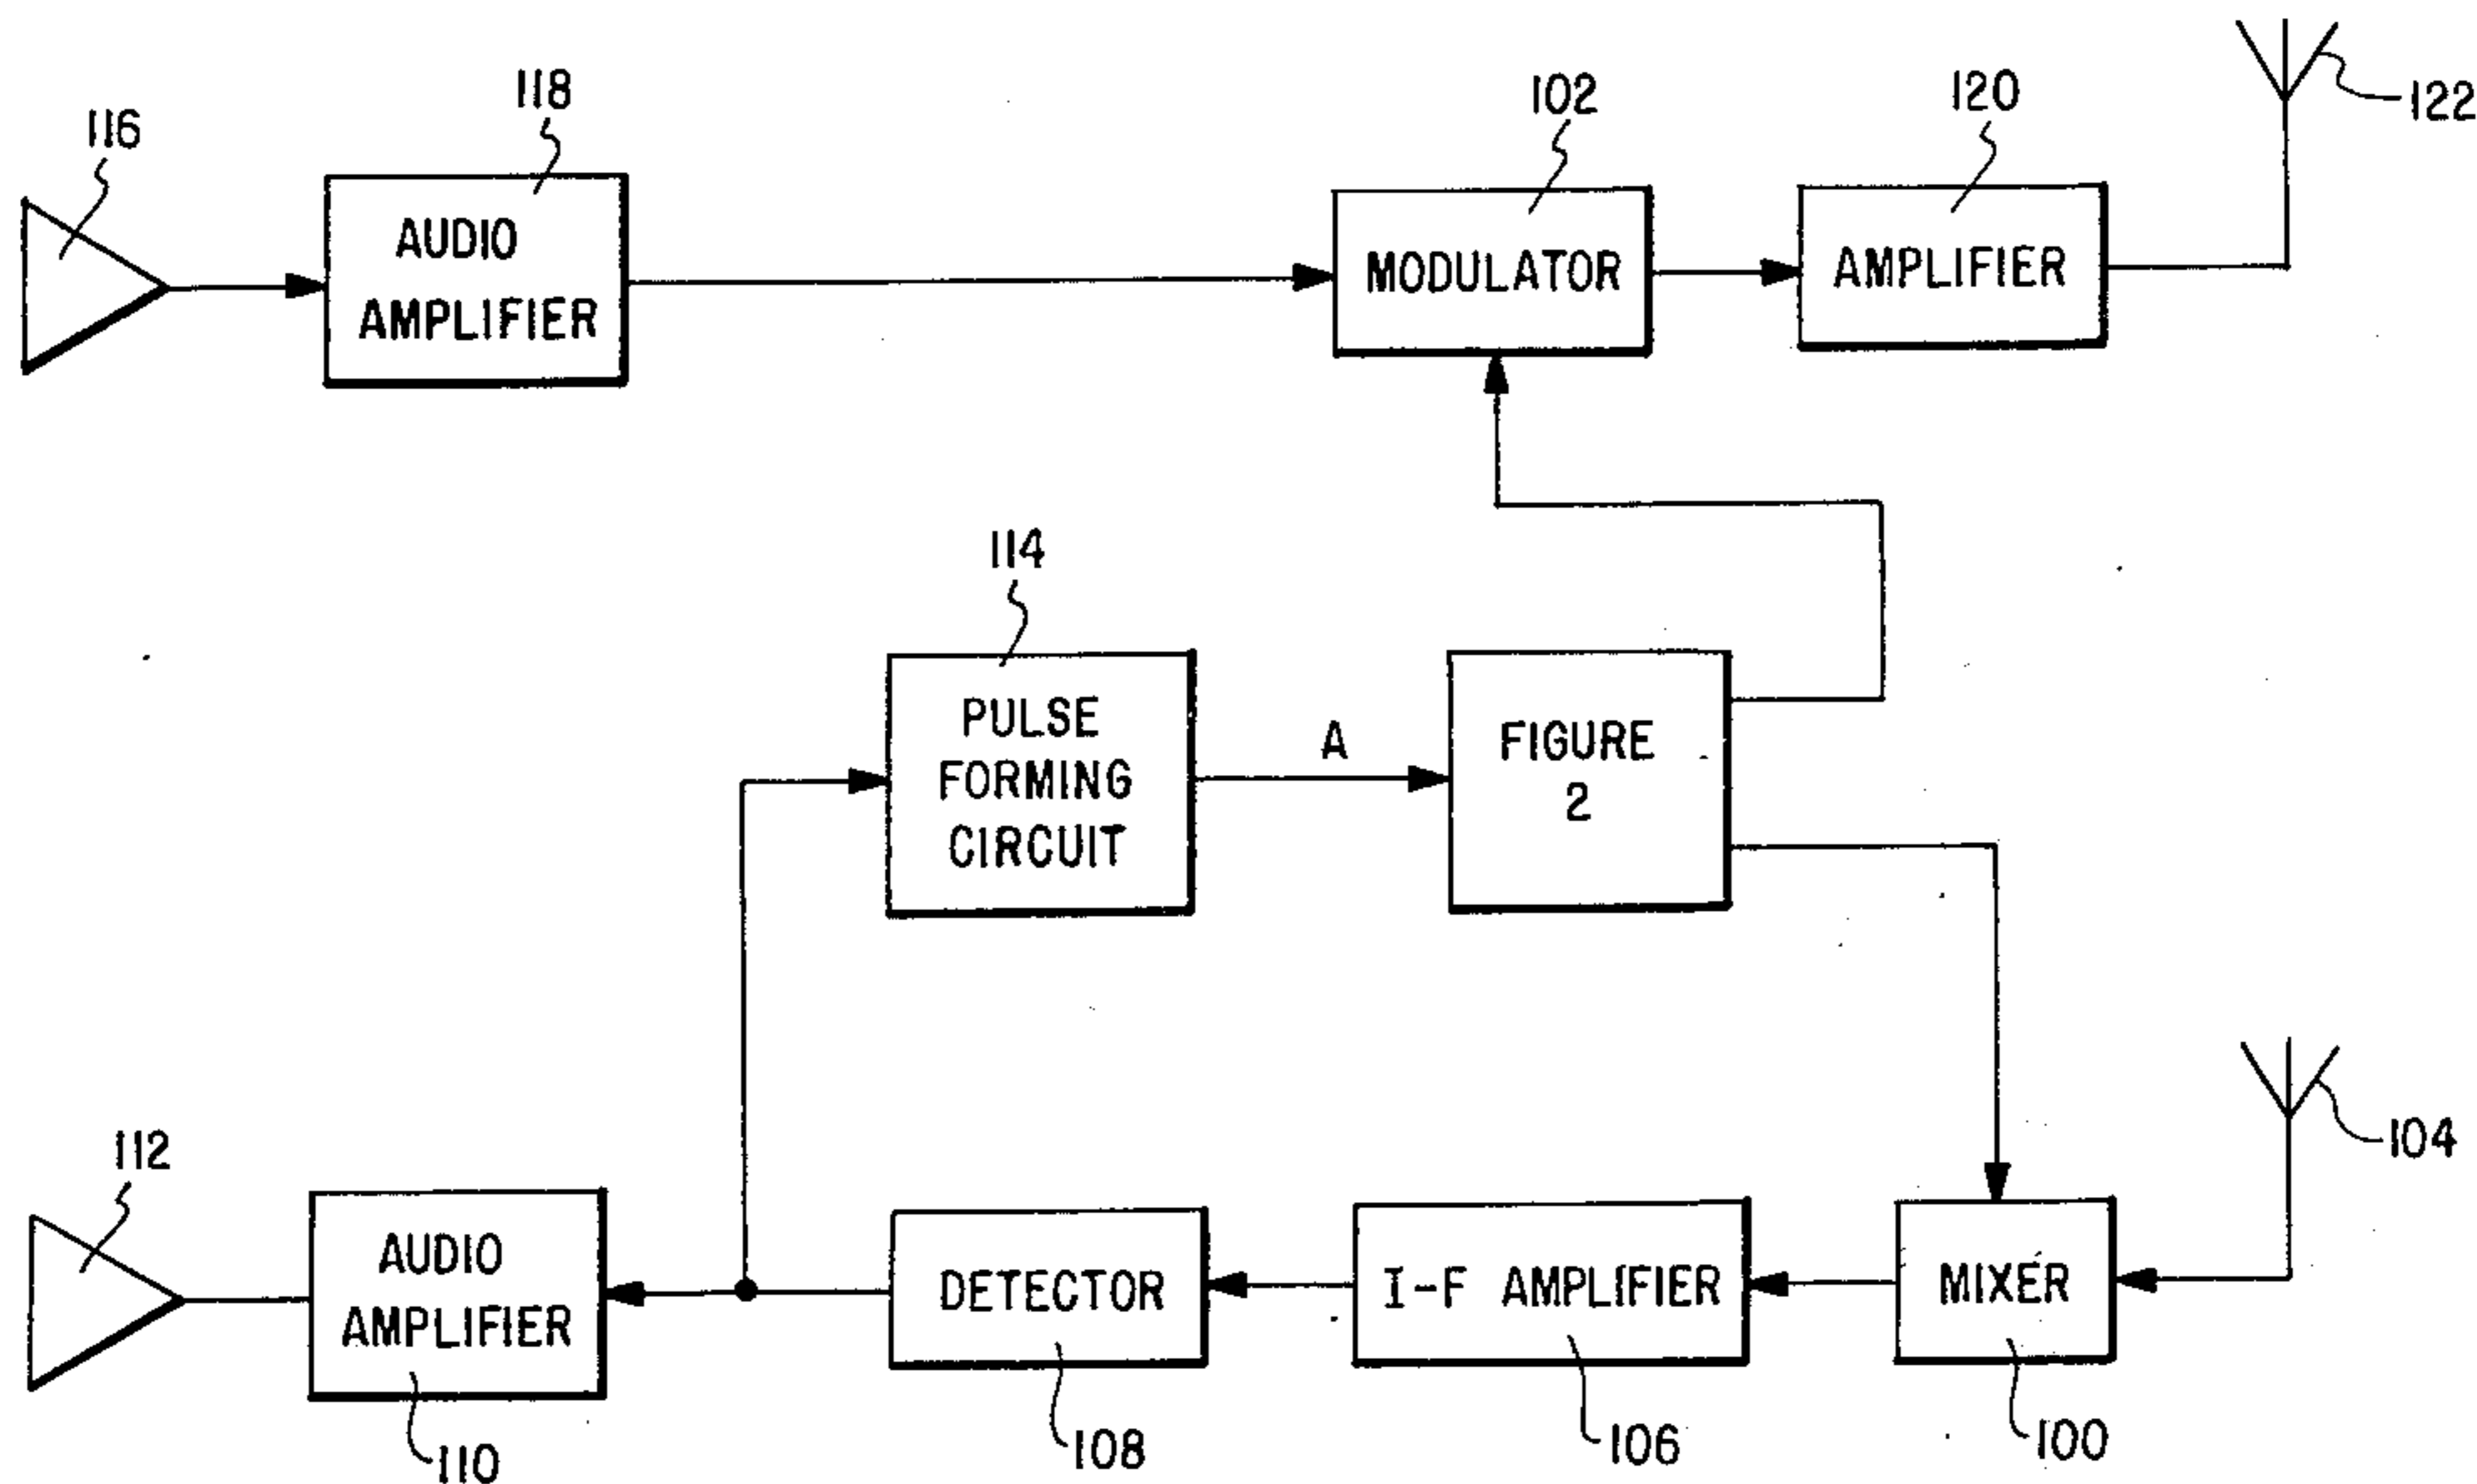 116
118
102
120
122
AUDIO
AMPLIFIER
MODULATOR
AMPLIFIER
114
PULSE
FORMING
CIRCUIT
A
FIGURE
2
112
104
AUDIO
AMPLIFIER
DETECTOR
I-F AMPLIFIER
MIXER
110
108
106
100